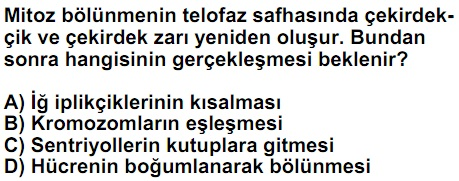 Mitoz bölünmenin telofaz safhasında çekirdek-
çik ve çekirdek zarı yeniden oluşur. Bundan
sonra hangisinin gerçekleşmesi beklenir?
A) İğ iplikçiklerinin kısalması
B) Kromozomların eşleşmesi
C) Sentriyollerin kutuplara gitmesi
D) Hücrenin boğumlanarak bölünmesi